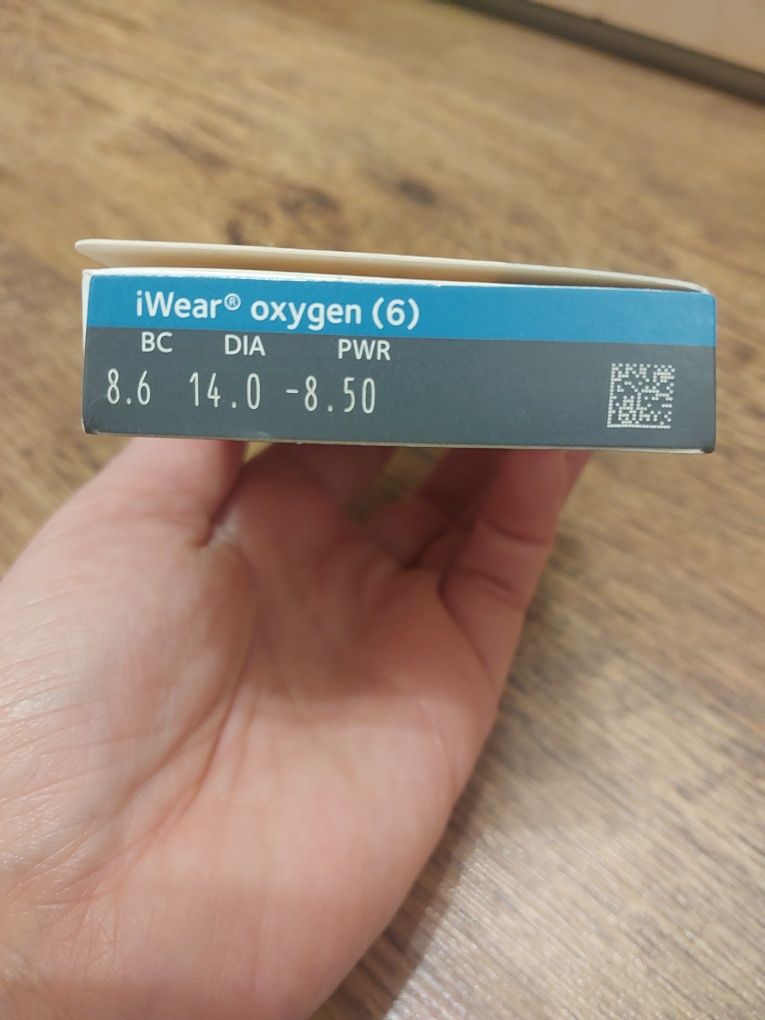 iWear® oxygen (6)
BC DIA PWR
8.6 14.0 -8.50